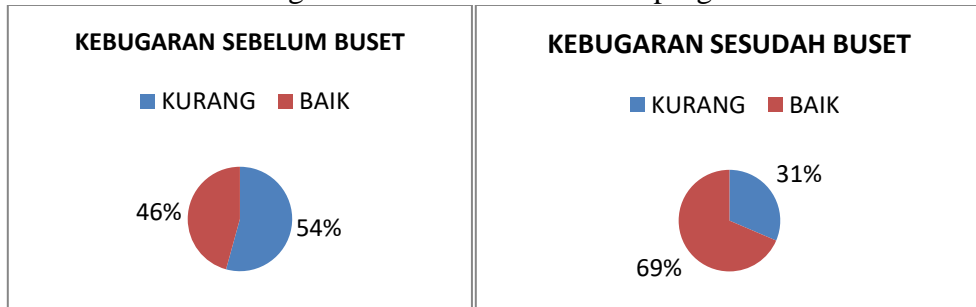 KEBUGARAN SEBELUM BUSET
KURANG BAIK
46%
54%
KEBUGARAN SESUDAH BUSET
KURANG BAIK
31%
69%